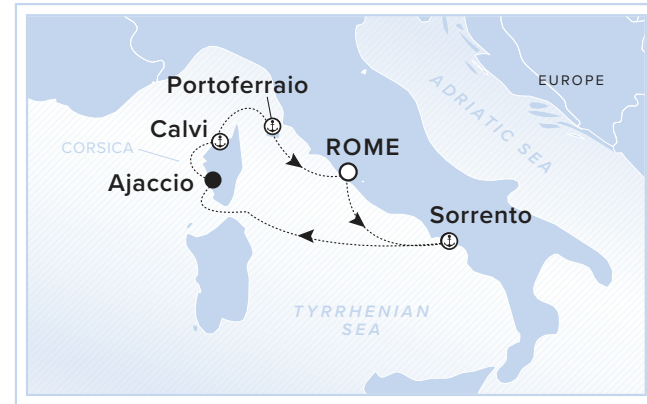 EUROPE
ADRIATIC SEA
Portoferraio
Calvi
ROME
CORSICA
Ajaccio
Sorrento
TYRRHENIAN
SEA